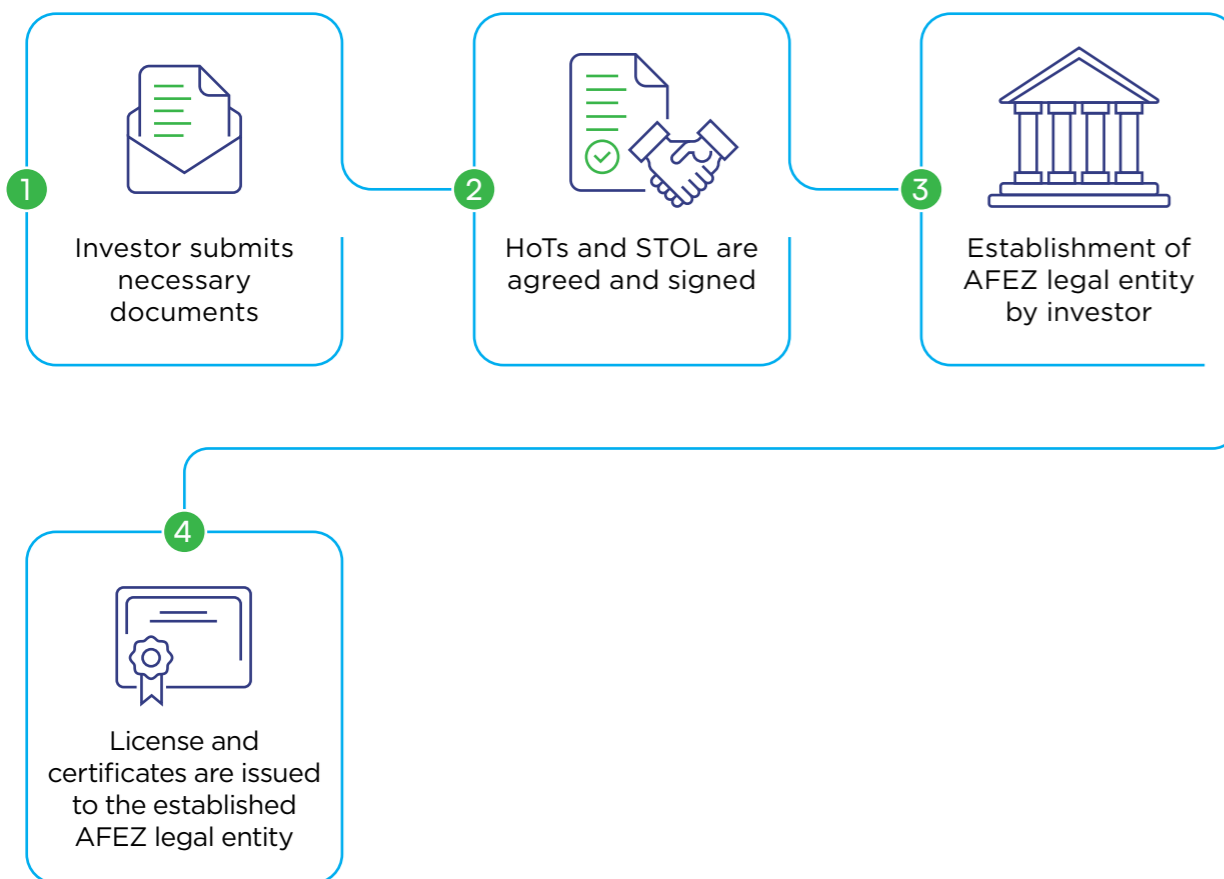 1
Investor submits
necessary
documents
2
HoTs and STOL are
agreed and signed
3
Establishment of
AFEZ legal entity
by investor
4
License and
certificates are issued
to the established
AFEZ legal entity